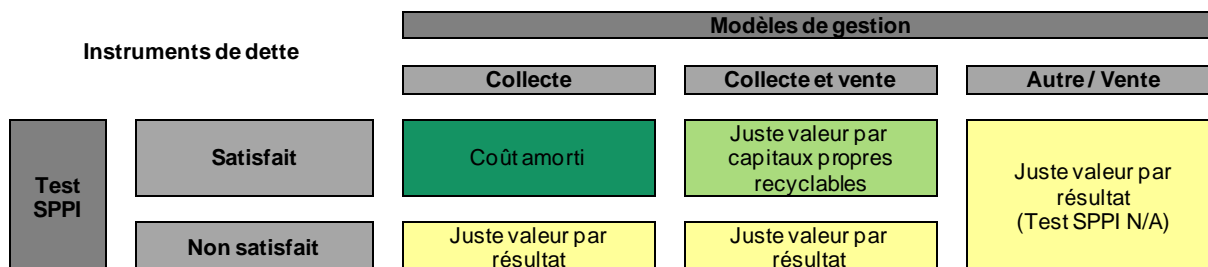 Modèles de gestion
Instruments de dette
Collecte
Collecte et vente
Autre / Vente
Test
SPPI
Satisfait
Coût amorti
Juste valeur par
capitaux propres
recyclables
Juste valeur par
résultat
(Test SPPI N/A)
Non satisfait
Juste valeur par
résultat
Juste valeur par
résultat